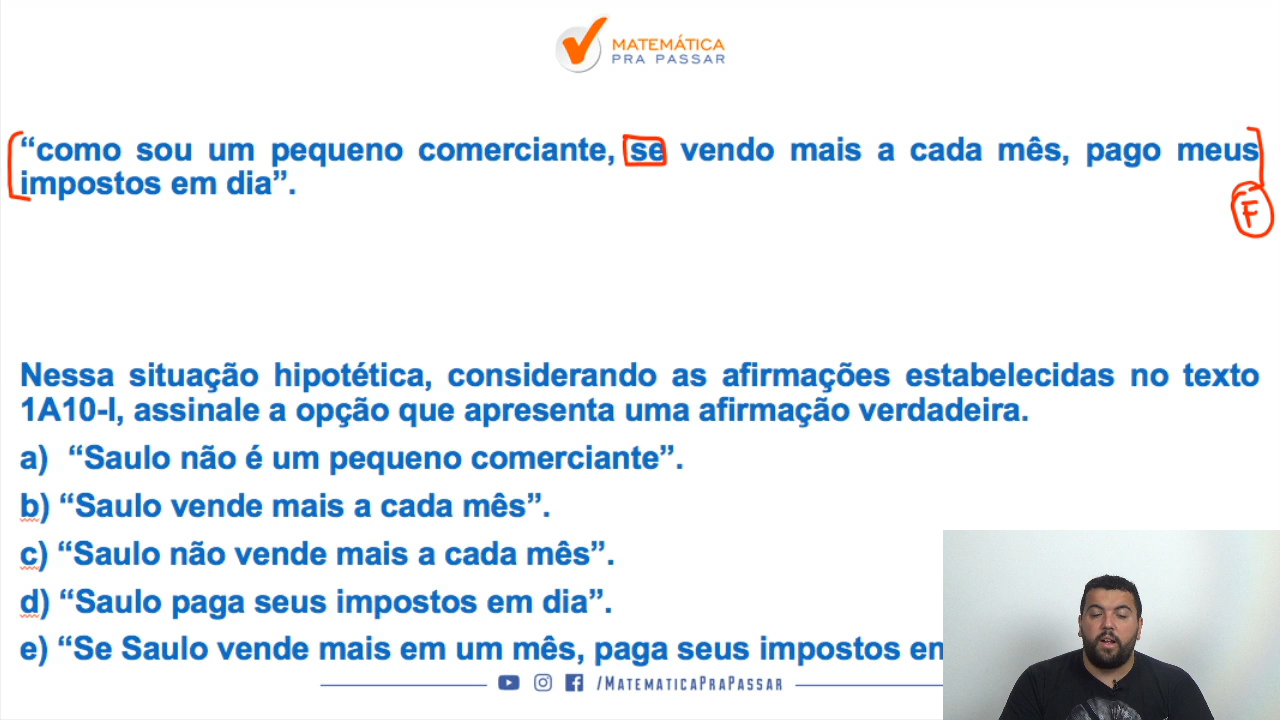 MATEMÁTICA
PRA PASSAR
“como sou um pequeno comerciante, se vendo mais a cada mês, pago meus
impostos em dia”.
F
Nessa situação hipotética, considerando as afirmações estabelecidas no texto
1A10-I, assinale a opção que apresenta uma afirmação verdadeira.
a) “Saulo não é um pequeno comerciante”.
b) “Saulo vende mais a cada mês”.
c) “Saulo não vende mais a cada mês”.
d) “Saulo paga seus impostos em dia”.
e) “Se Saulo vende mais em um mês, paga seus impostos
/MATEMATICAPRAPASSAR